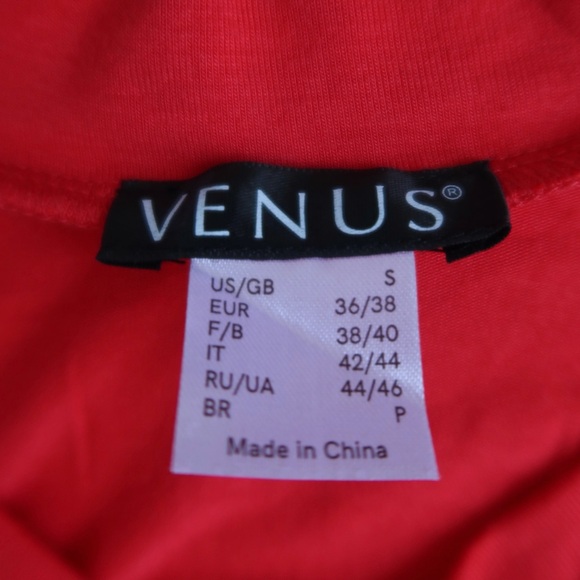 VENUS®
US/GB S
EUR 36/38
F/B 38/40
IT 42/44
RU/UA 44/46
BR P
Made in China